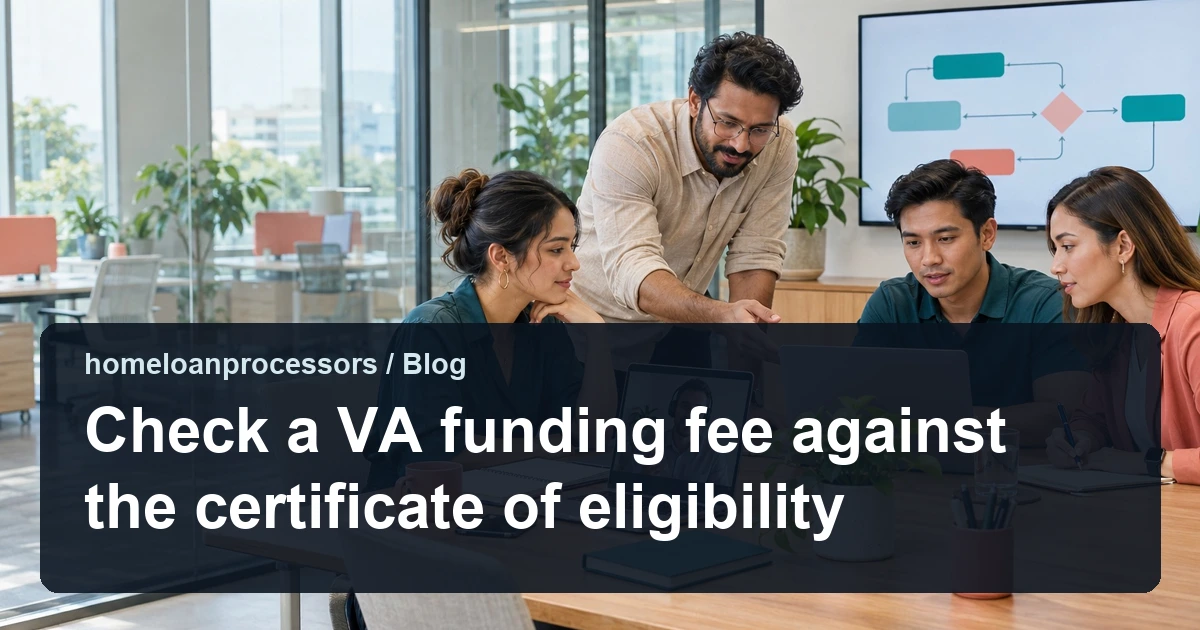 homeloanprocessors / Blog
Check a VA funding fee against
the certificate of eligibility